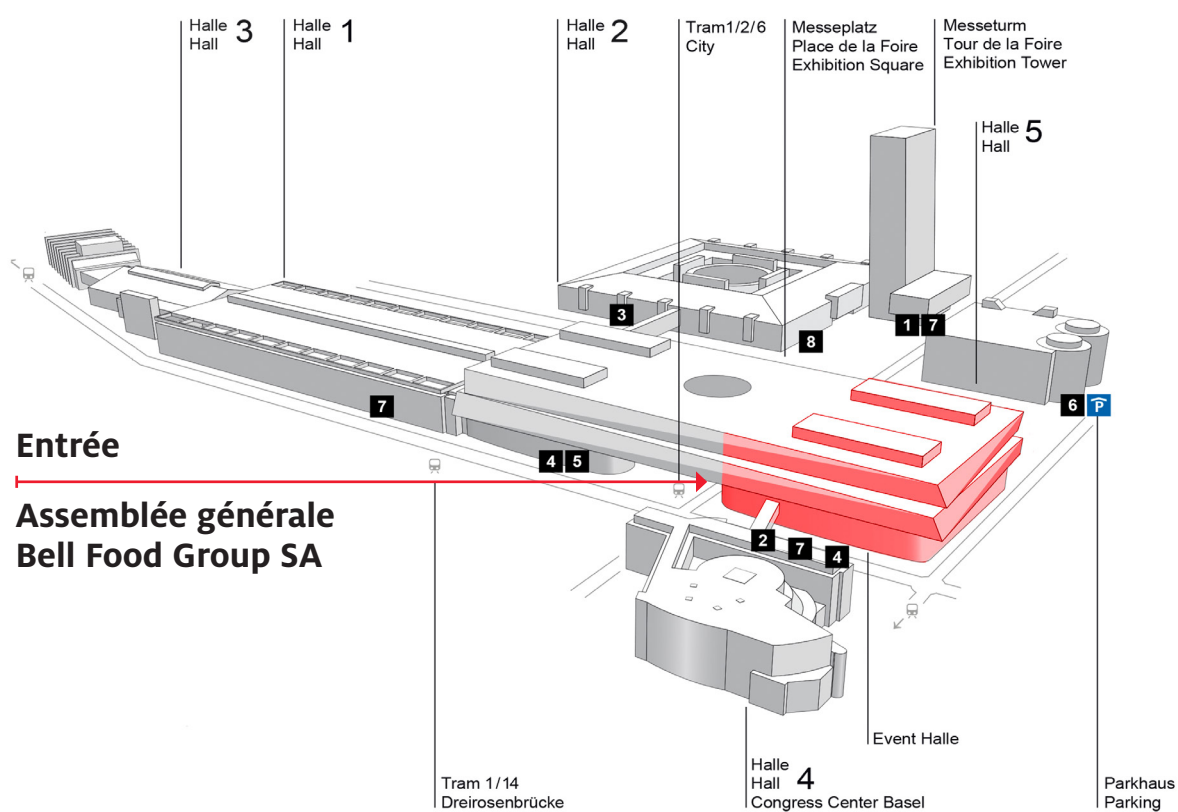 Halle
Hall 3
Halle
Hall 1
Halle
Hall 2
Tram1/2/6
City
Messeplatz
Place de la Foire
Exhibition Square
Messeturm
Tour de la Foire
Exhibition Tower
Halle
Hall 5
3
8
1 7
7
6 P
4 5
Entrée
Assemblée générale
Bell Food Group SA
2 7 4
Event Halle
Tram 1/14
Dreirosenbrücke
Halle
Hall 4
Congress Center Basel
Parkhaus
Parking